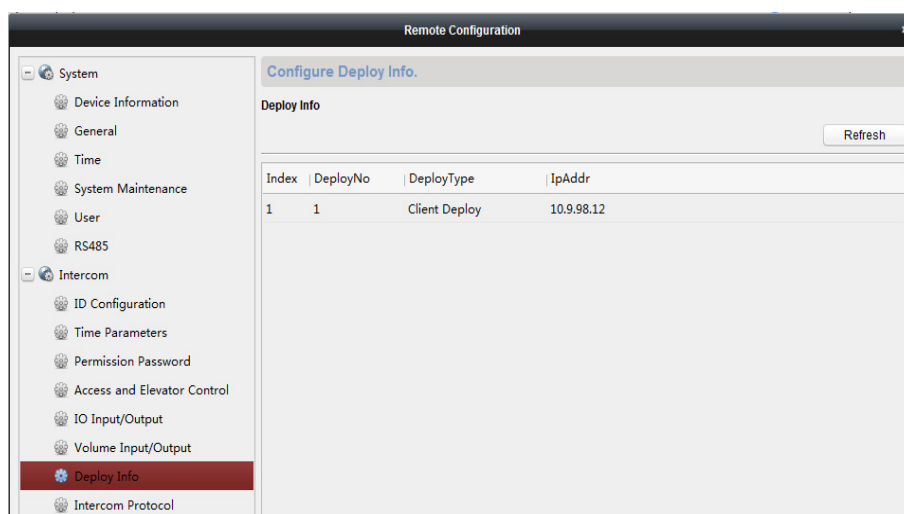 Remote Configuration
System
Device Information
General
Time
System Maintenance
User
RS485
Intercom
ID Configuration
Time Parameters
Permission Password
Access and Elevator Control
IO Input/Output
Volume Input/Output
Deploy Info
Intercom Protocol
Configure Deploy Info.
Deploy Info
Refresh
Index DeployNo DeployType IpAddr
1 1 Client Deploy 10.9.98.12